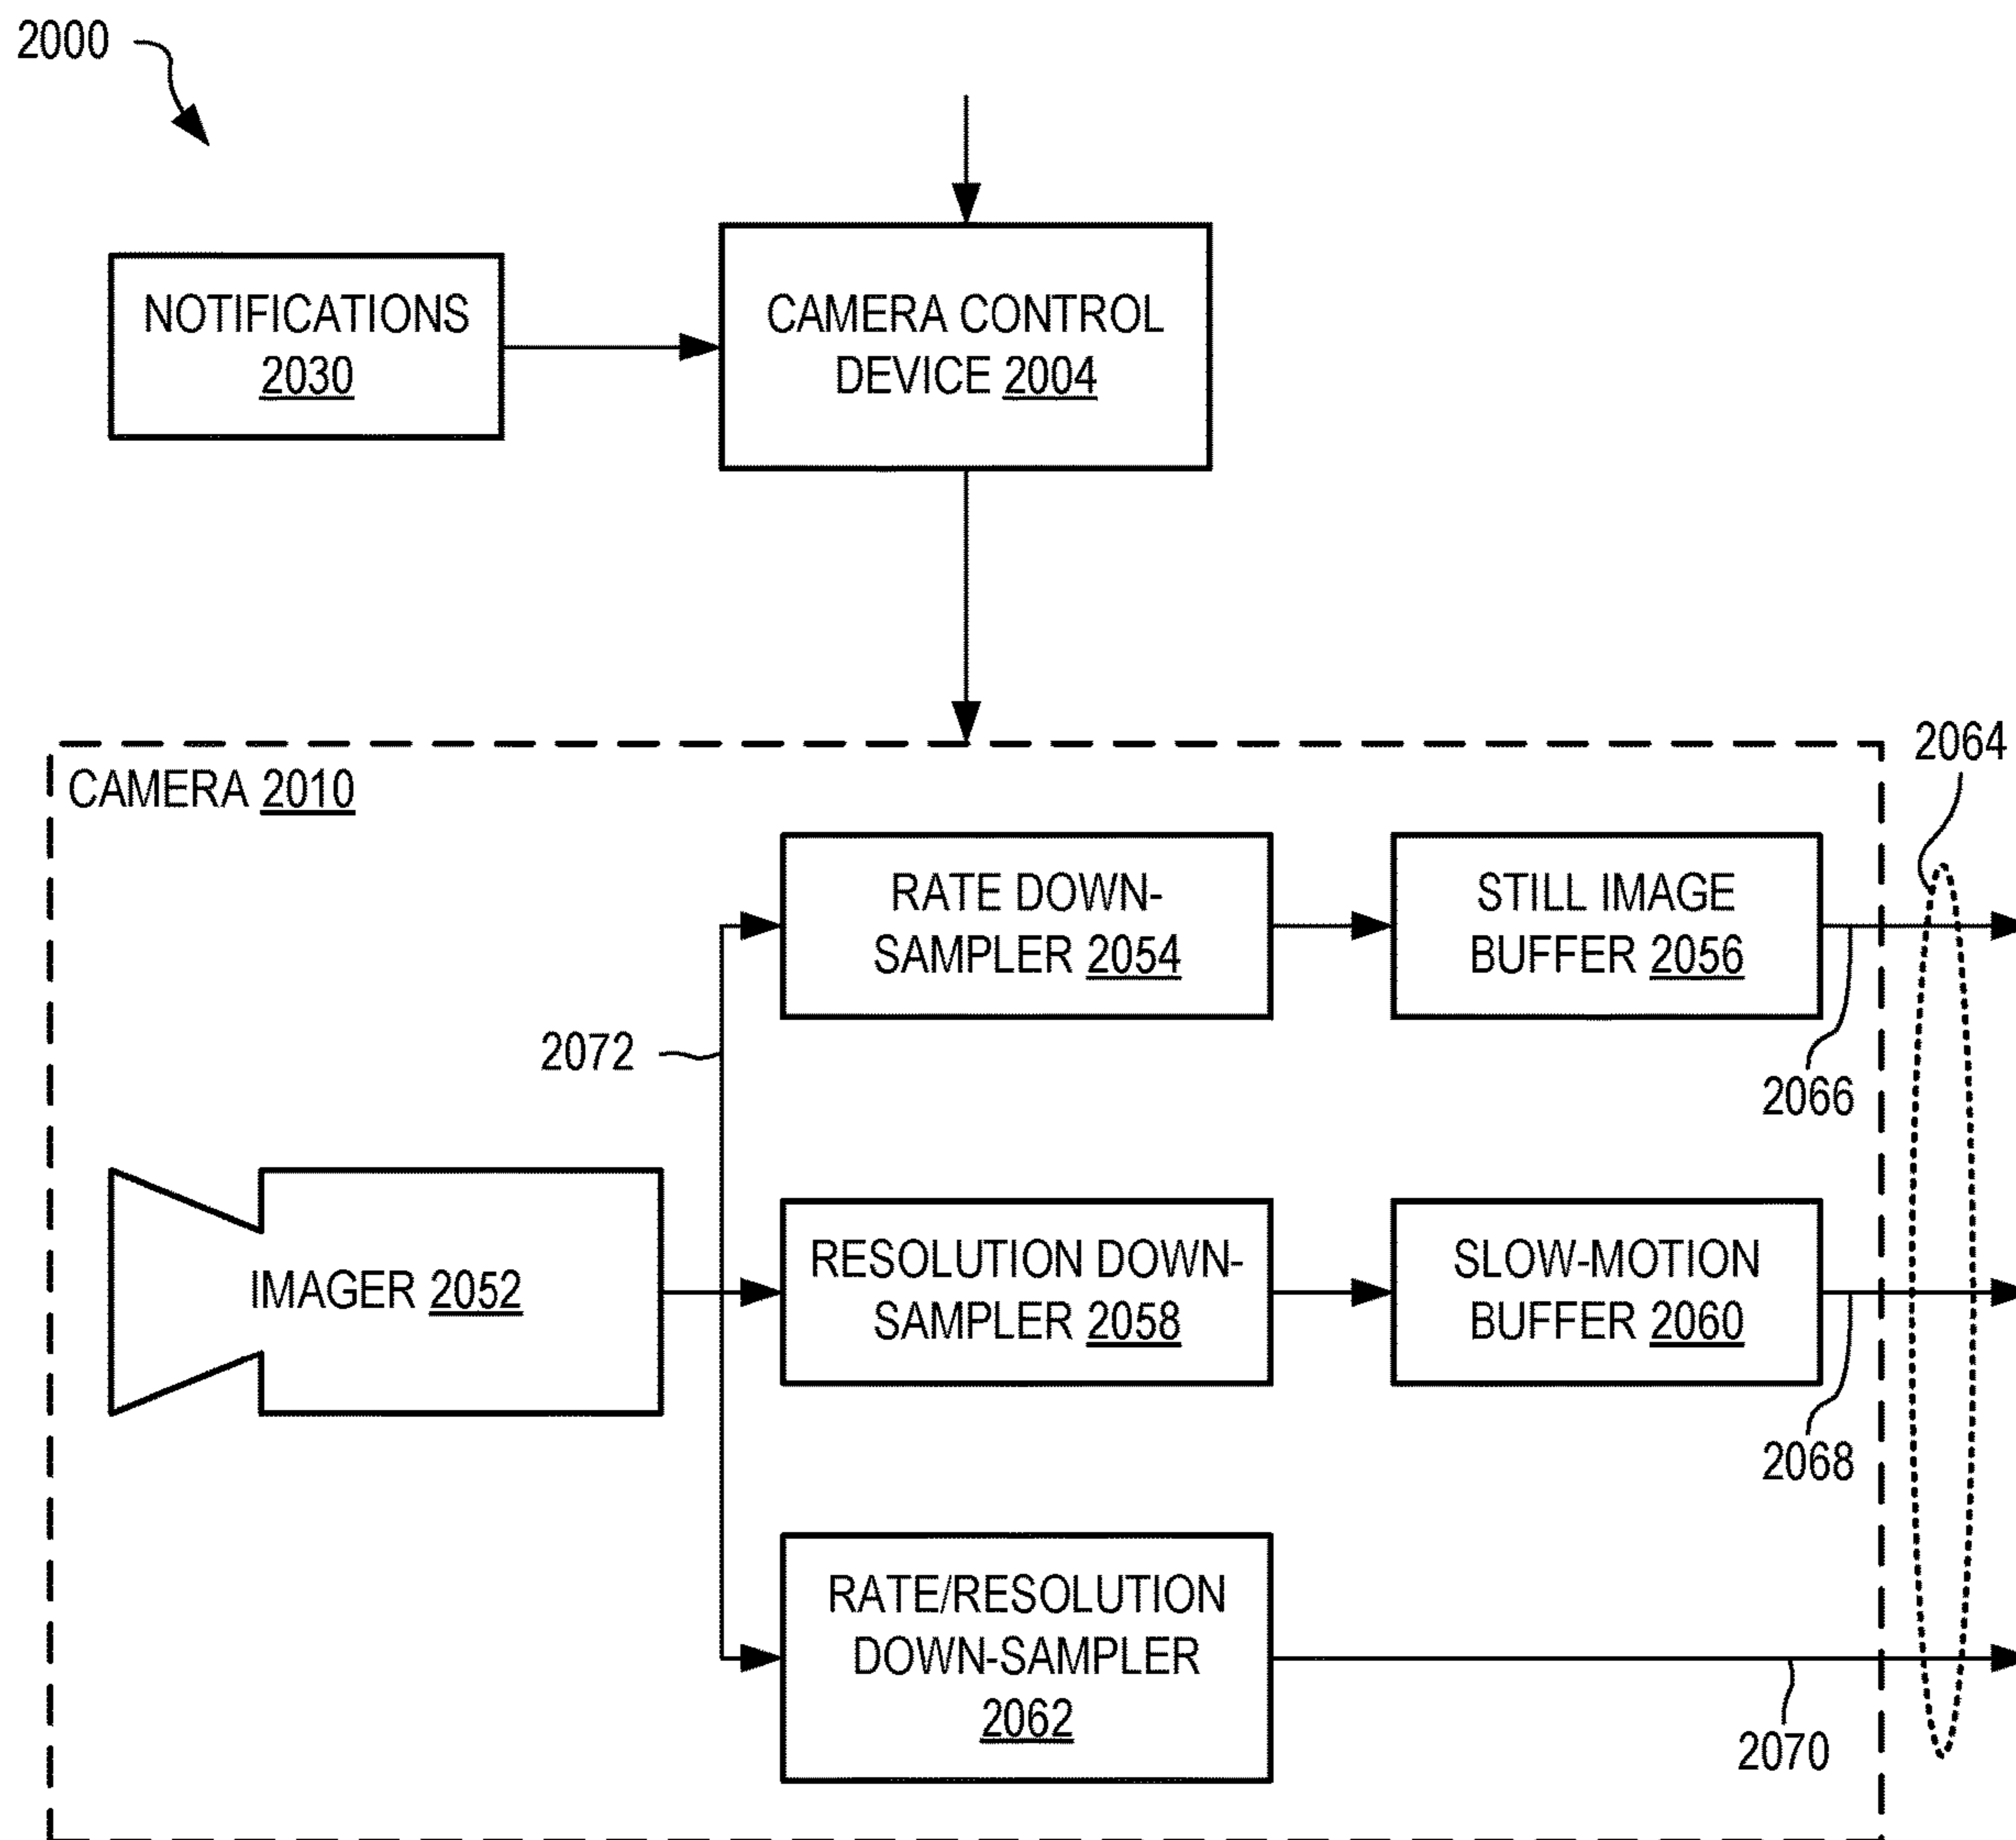 2000
NOTIFICATIONS
2030
CAMERA CONTROL
DEVICE 2004
2064
CAMERA 2010
RATE DOWN-
SAMPLER 2054
STILL IMAGE
BUFFER 2056
2072
2066
IMAGER 2052
RESOLUTION DOWN-
SAMPLER 2058
SLOW-MOTION
BUFFER 2060
2068
RATE/RESOLUTION
DOWN-SAMPLER
2062
2070